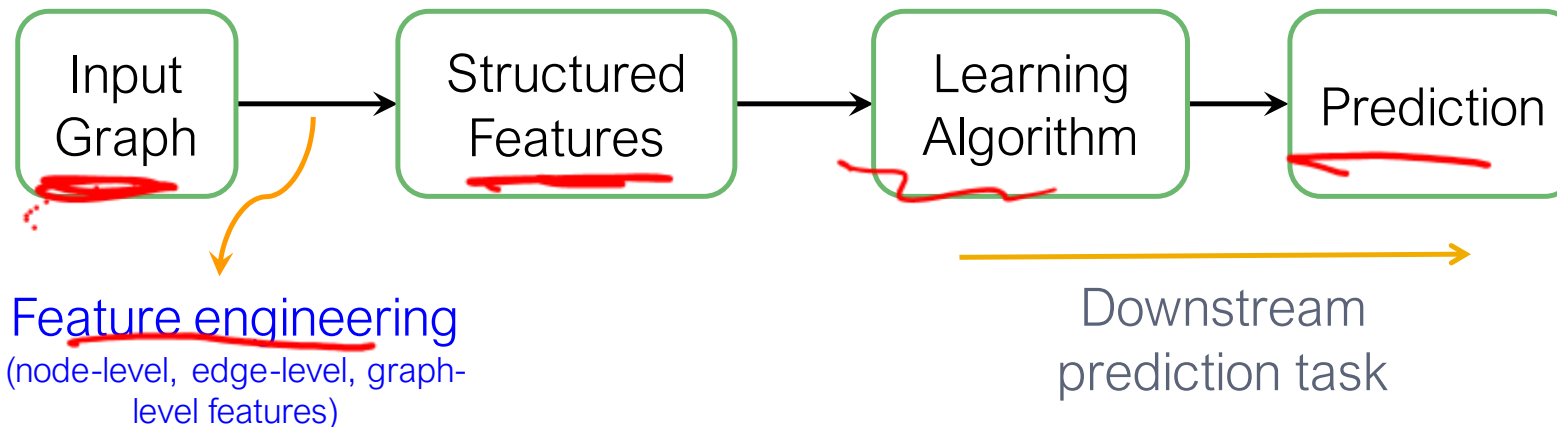 Input
Graph
Structured
Features
Learning
Algorithm
Prediction
Feature engineering
(node-level, edge-level, graph-
level features)
Downstream
prediction task